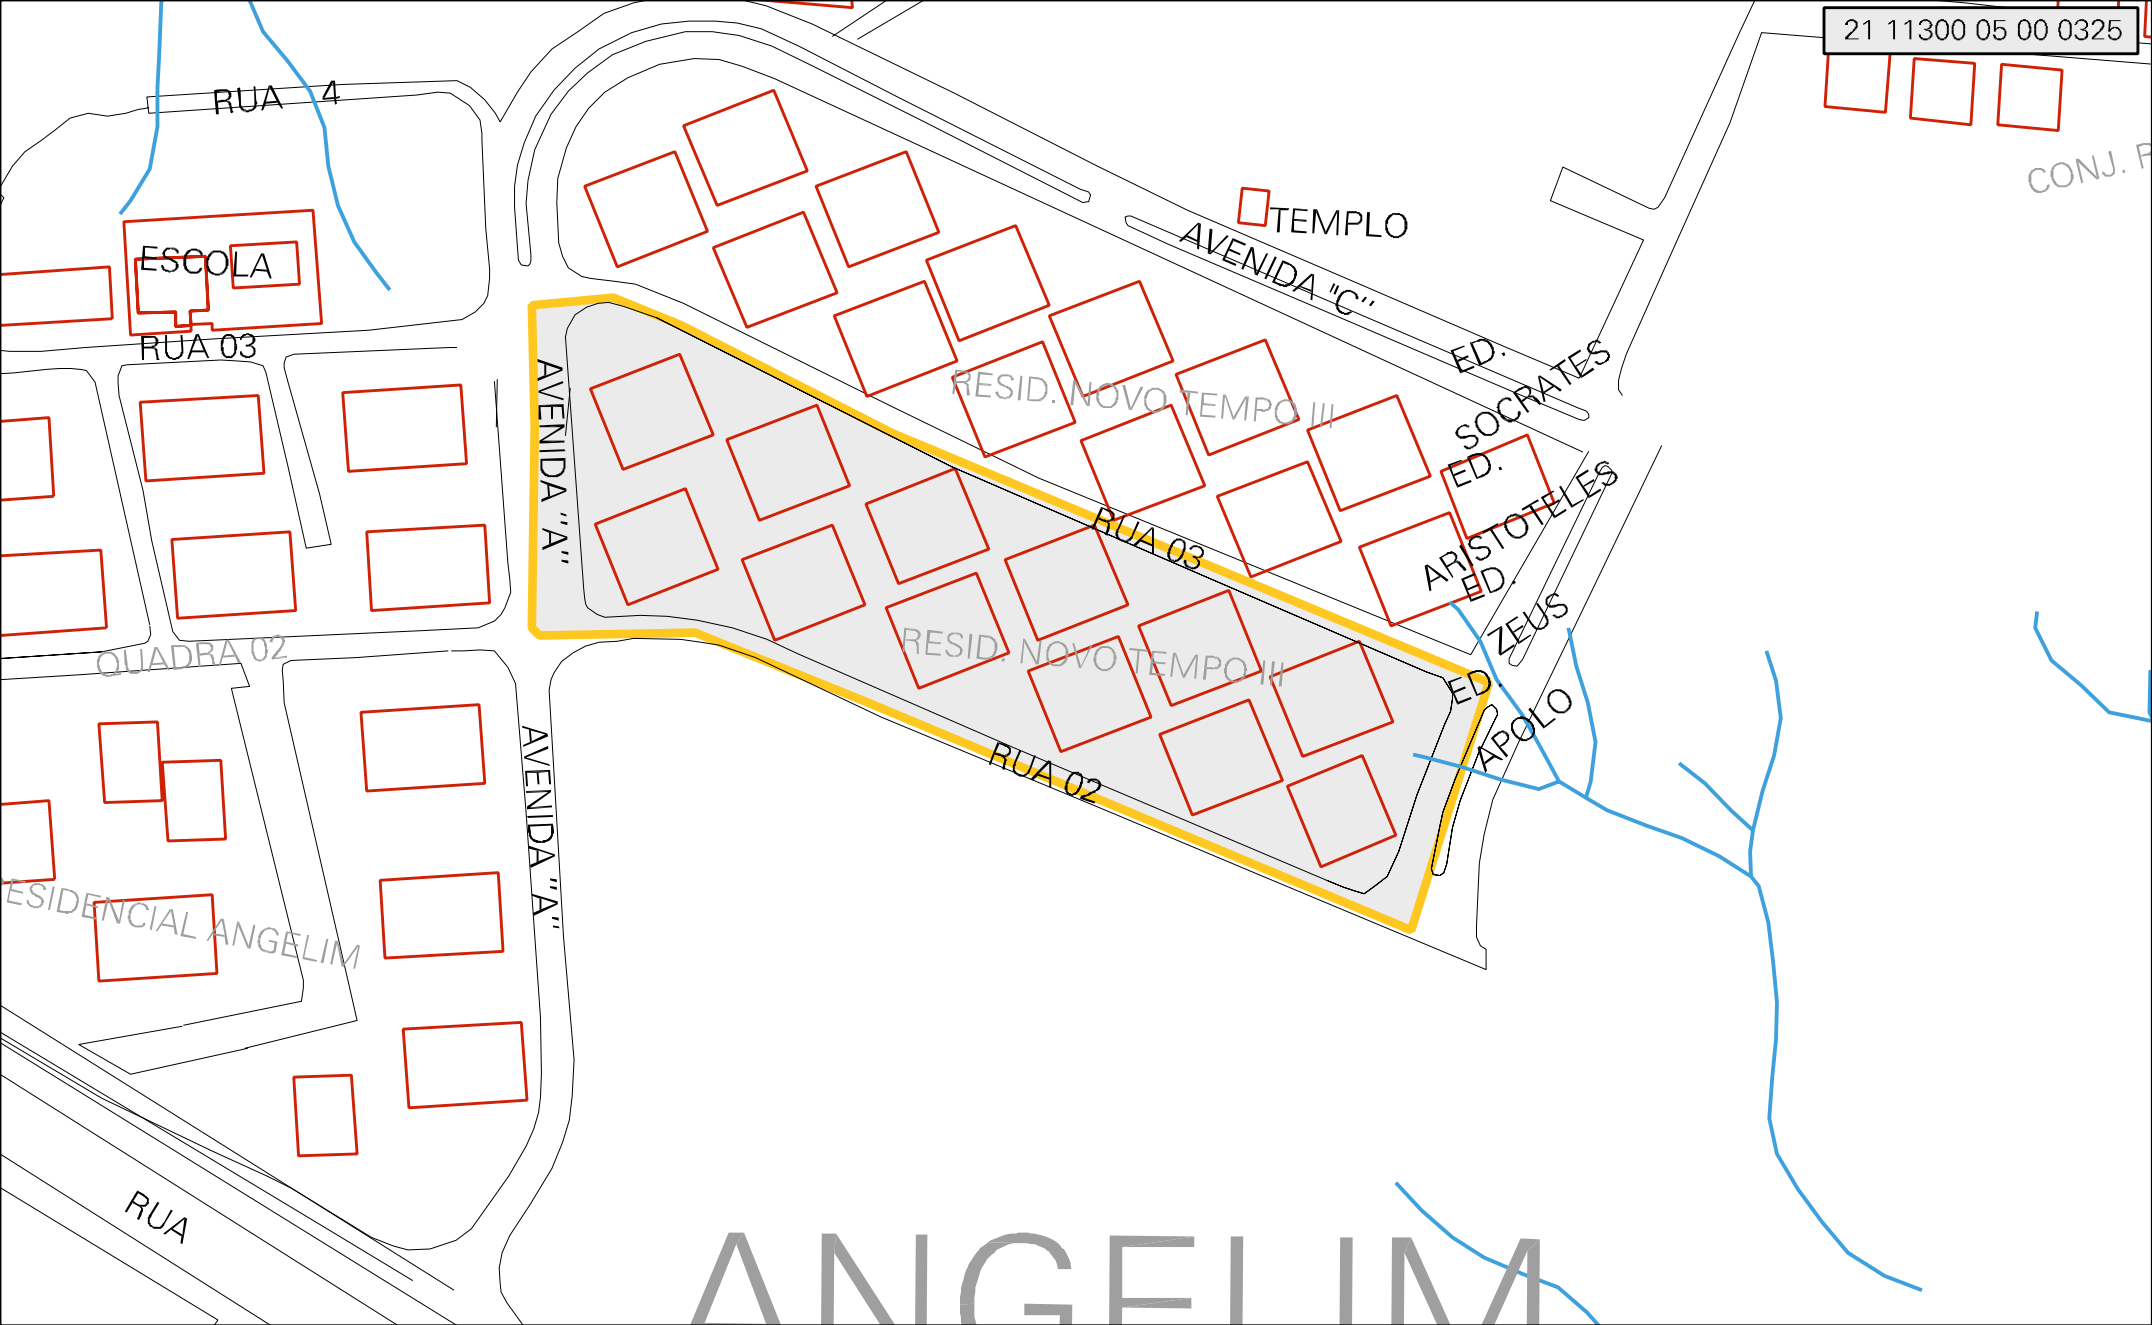 21 11300 05 00 0325
RUA 4
CONJ.
TEMPLO
AVENIDA "C"
ESCOLA
RUA 03
ED.
SOCRATES
RESID. NOVO TEMPO III
ED.
ARISTOTELES
AVENIDA "A"
RUA 03
ED.
ZEUS
QUADRA 02
RESID. NOVO TEMPO III
ED.
APOLO
RUA 02
AVENIDA "A"
ESIDENCIAL ANGELIM
RUA
ANGELIM